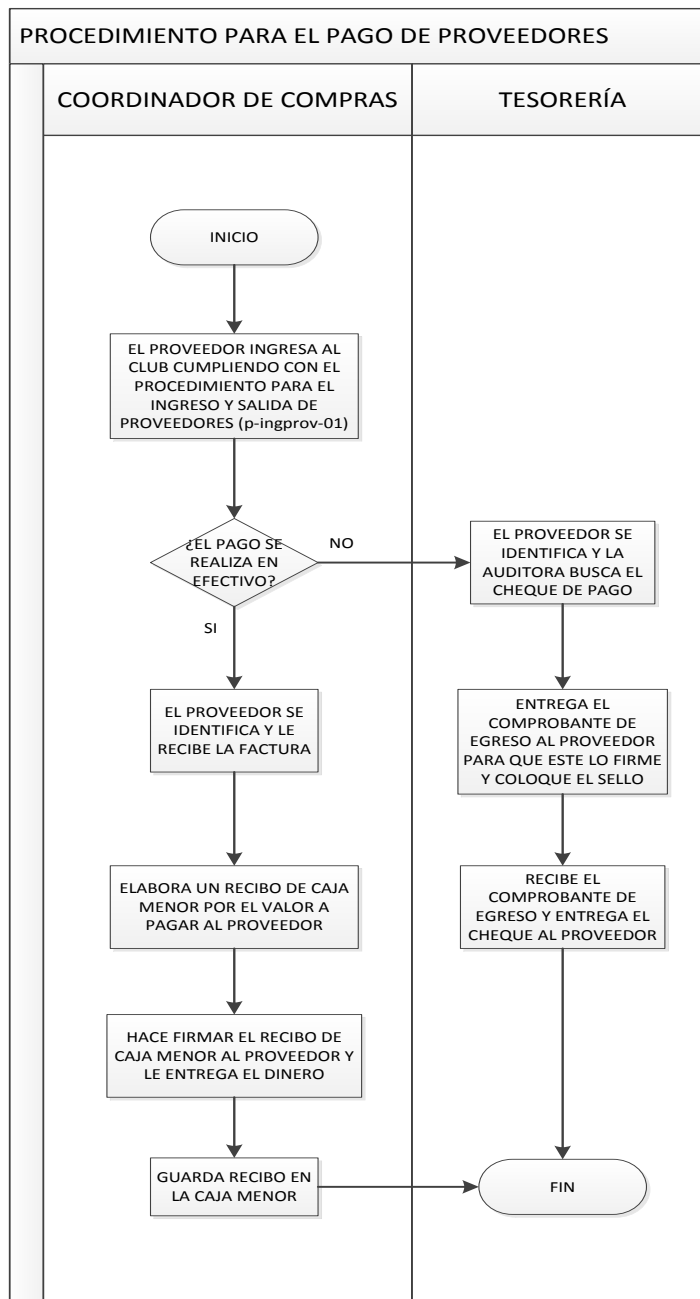 PROCEDIMIENTO PARA EL PAGO DE PROVEEDORES
COORDINADOR DE COMPRAS
TESORERÍA
INICIO
EL PROVEEDOR INGRESA AL
CLUB CUMPLIENDO CON EL
PROCEDIMIENTO PARA EL
INGRESO Y SALIDA DE
PROVEEDORES (p-ingprov-01)
¿EL PAGO SE
REALIZA EN
EFECTIVO?
NO
SI
EL PROVEEDOR SE
IDENTIFICA Y LA
AUDITORA BUSCA EL
CHEQUE DE PAGO
EL PROVEEDOR SE
IDENTIFICA Y LE
RECIBE LA FACTURA
ENTREGA EL
COMPROBANTE DE
EGRESO AL PROVEEDOR
PARA QUE ESTE LO FIRME
Y COLOQUE EL SELLO
ELABORA UN RECIBO DE CAJA
MENOR POR EL VALOR A
PAGAR AL PROVEEDOR
RECIBE EL
COMPROBANTE DE
EGRESO Y ENTREGA EL
CHEQUE AL PROVEEDOR
HACE FIRMAR EL RECIBO DE
CAJA MENOR AL PROVEEDOR Y
LE ENTREGA EL DINERO
GUARDA RECIBO EN
LA CAJA MENOR
FIN